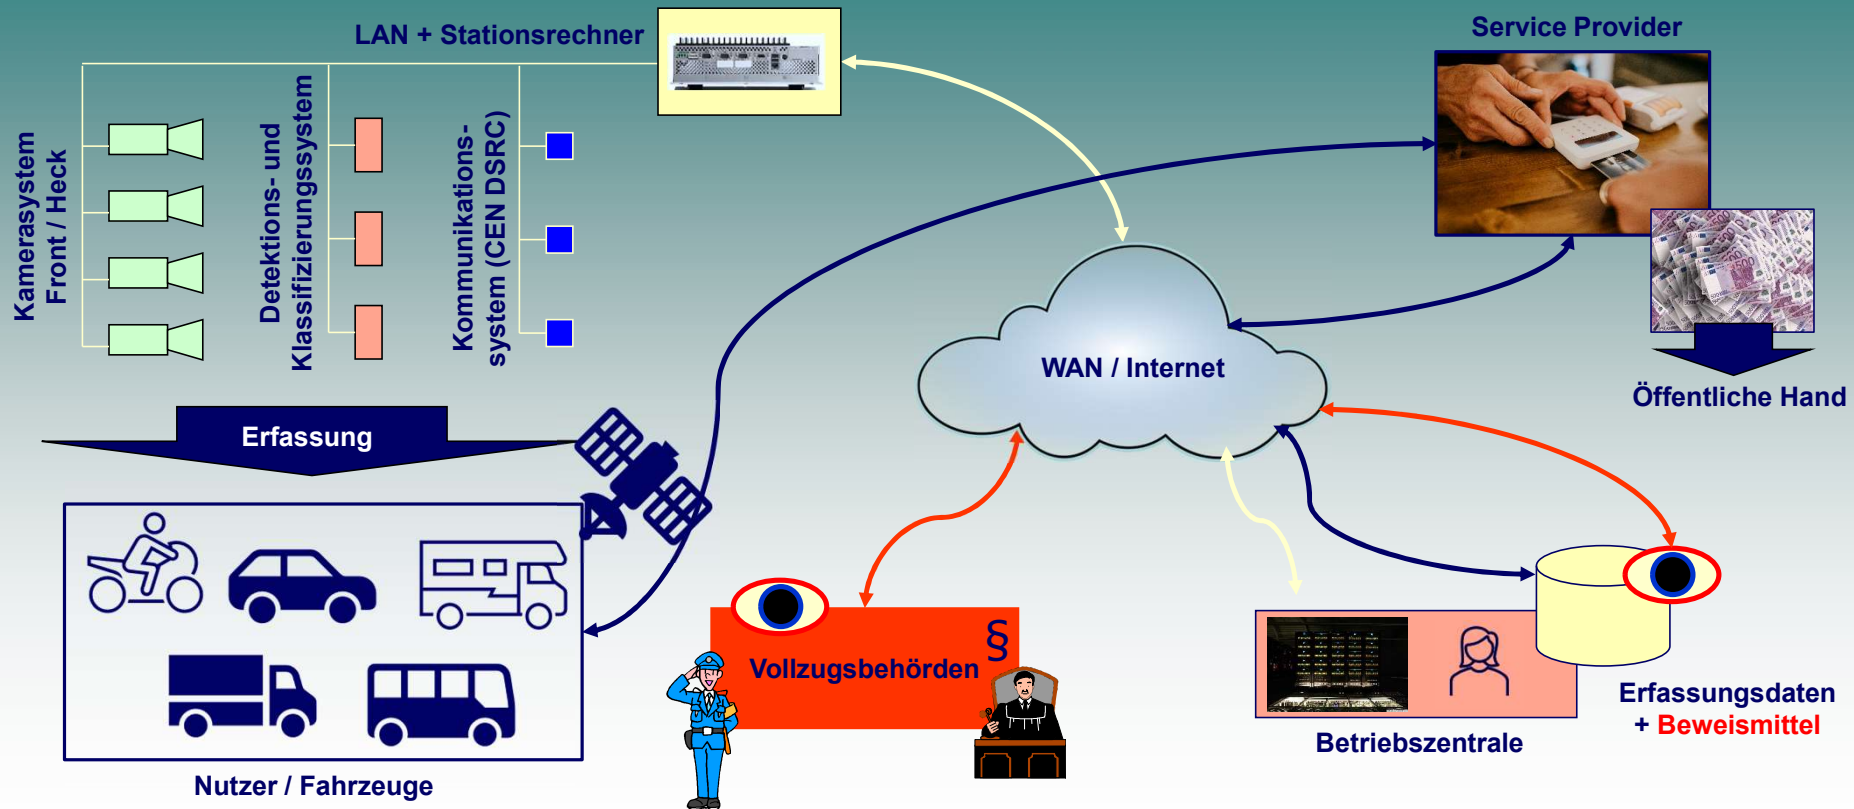 LAN + Stationsrechner
Service Provider
Kamerasystem
Front / Heck
Detektions- und
Klassifizierungssystem
Kommunikations-
system (CEN DSRC)
WAN / Internet
Öffentliche Hand
Erfassung
§
Vollzugsbehörden
Erfassungsdaten
+ Beweismittel
Betriebszentrale
Nutzer / Fahrzeuge